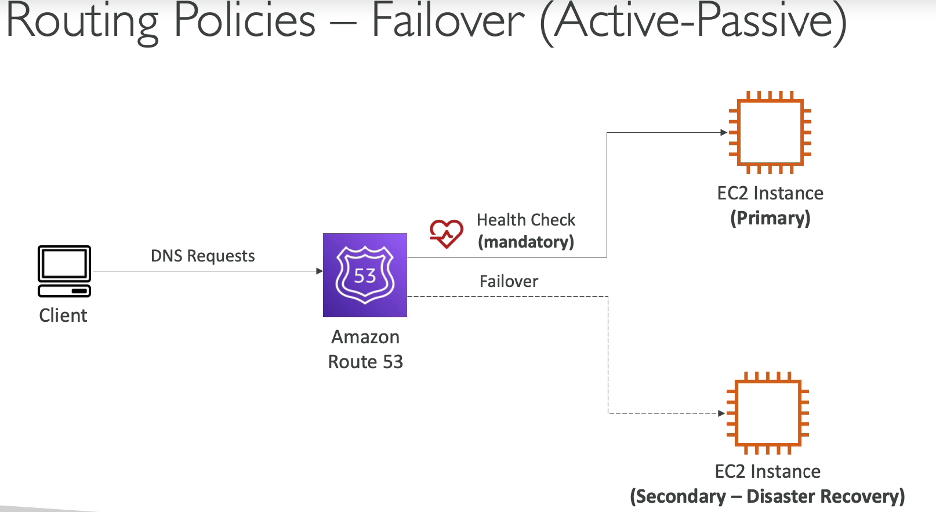 Routing Policies – Failover (Active-Passive)
EC2 Instance
(Primary)
Health Check
(mandatory)
DNS Requests
53
Failover
Client
Amazon
Route 53
EC2 Instance
(Secondary – Disaster Recovery)